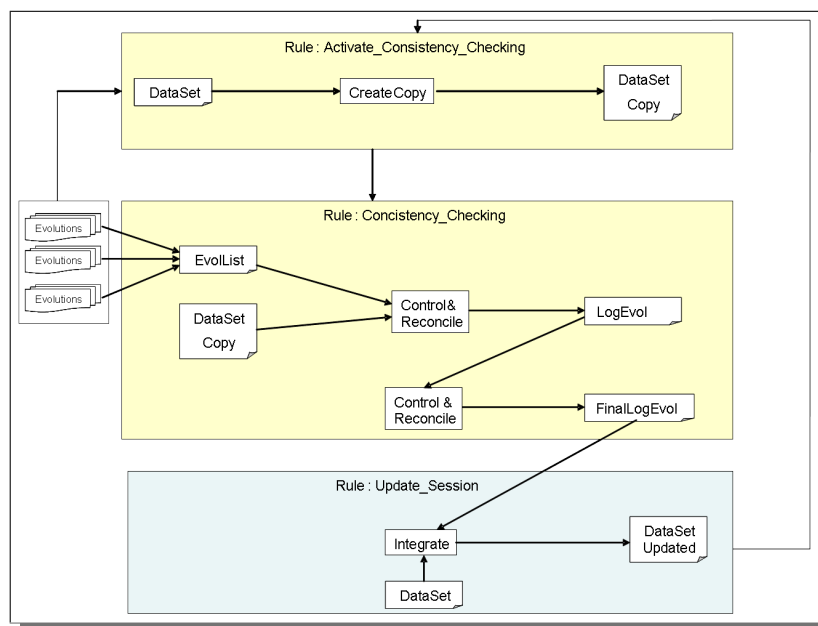 Rule : Activate_Consistency_Checking
DataSet
CreateCopy
DataSet
Copy
Rule : Concistency_Checking
Evolutions
Evolutions
Evolutions
EvolList
DataSet
Copy
Control&
Reconcile
LogEvol
Control &
Reconcile
FinalLogEvol
Rule : Update_Session
Integrate
DataSet
Updated
DataSet